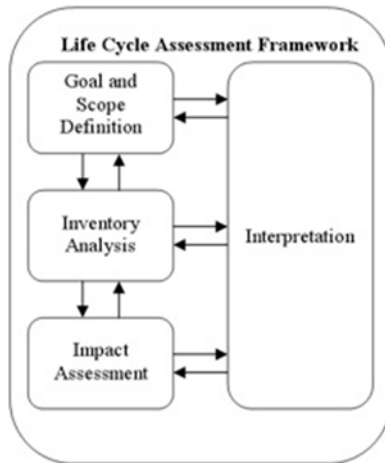 Life Cycle Assessment Framework
Goal and
Scope
Definition
Inventory
Analysis
Interpretation
Impact
Assessment